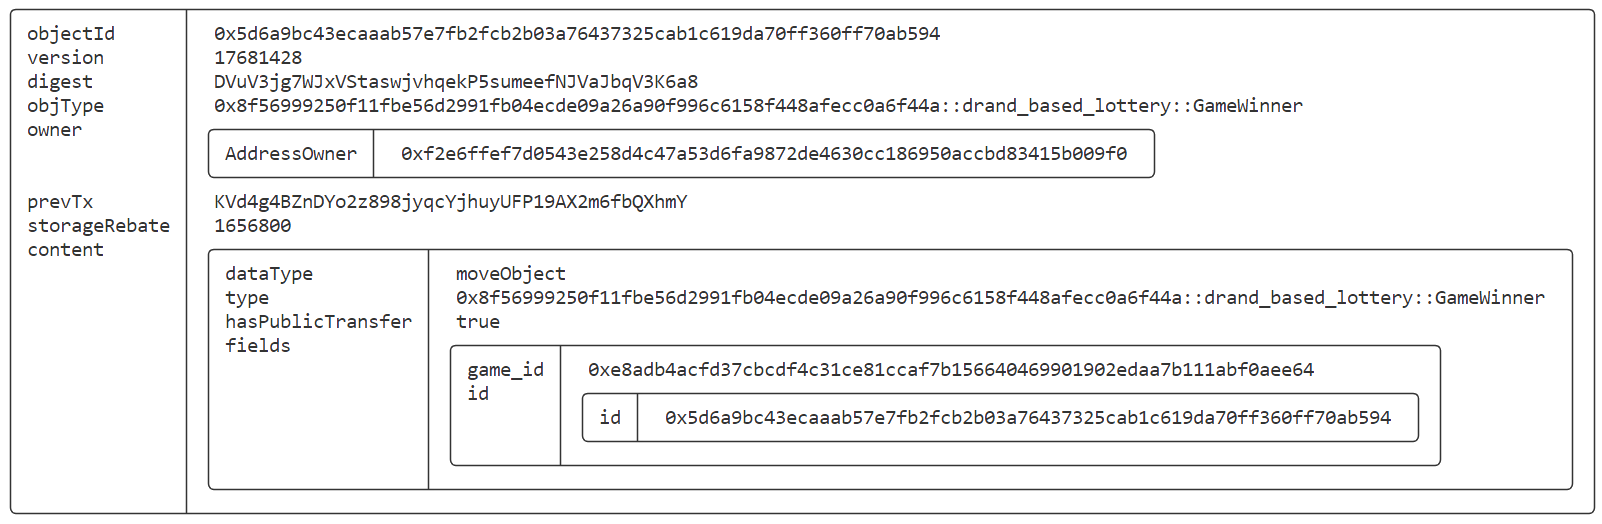 objectId 0x5d6a9bc43ecaaab57e7fb2fcb2b03a76437325cab1c619da70ff360ff70ab594
version 17681428
digest DVuV3jg7WJxVStaswjvhqekP5sumeefNJVaJbqV3K6a8
objType 0x8f56999250f11fbe56d2991fb04ecde09a26a90f996c6158f448afecc0a6f44a::drand_based_lottery::GameWinner
owner
AddressOwner 0xf2e6ffef7d0543e258d4c47a53d6fa9872de4630cc186950accbd83415b009f0
prevTx KVd4g4BZnDYo2z898jyqcYjhuyUFP19AX2m6fbQXhmY
storageRebate 1656800
content
dataType moveObject
type 0x8f56999250f11fbe56d2991fb04ecde09a26a90f996c6158f448afecc0a6f44a::drand_based_lottery::GameWinner
hasPublicTransfer true
fields
game_id 0xe8adb4acfd37cbcdf4c31ce81ccaf7b156640469901902edaa7b111abf0aee64
id
id 0x5d6a9bc43ecaaab57e7fb2fcb2b03a76437325cab1c619da70ff360ff70ab594